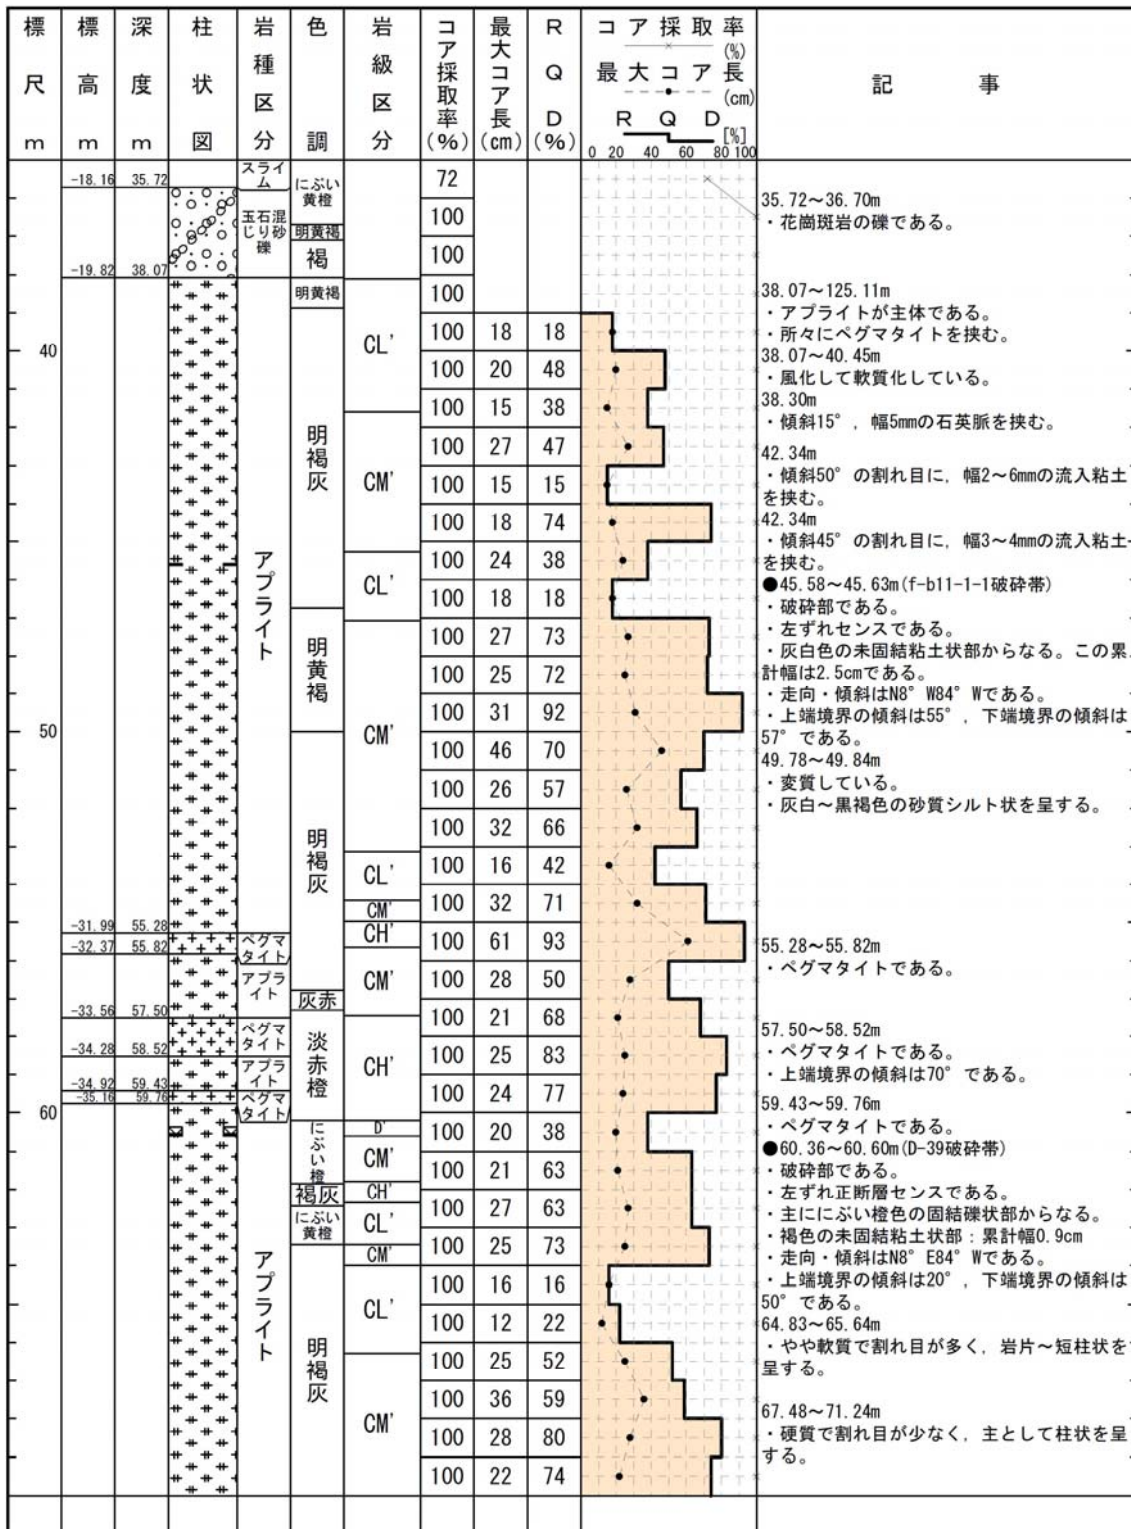 標尺 m
標高 m
深度 m
柱状図
岩種区分
色調
岩級区分
コア採取率(%)
最大コア長(cm)
RQD(%)
コア採取率
(%)
最大コア長
(cm)
R Q D
[%]
0 20 40 60 80 100
記事
40
50
60
-18.16 35.72
-19.82 38.07
-31.99 55.28
-32.37 55.82
-33.56 57.50
-34.28 58.52
-34.92 59.43
-35.16 59.76
スライム
玉石混じり砂礫
アプライト
ペグマタイト
アプライト
ペグマタイト
アプライト
ペグマタイト
アプライト
にぶい黄橙
明黄褐
褐
明黄褐
明褐灰
明黄褐
明褐灰
灰赤
淡赤橙
にぶい橙
褐灰
にぶい黄橙
明褐灰
CL'
CM'
CL'
CM'
CL'
CM'
CH'
CM'
CH'
D'
CM'
CH'
CL'
CM'
CL'
CM'
72
100
100
100
100 18 18
100 20 48
100 15 38
100 27 47
100 15 15
100 18 74
100 24 38
100 18 18
100 27 73
100 25 72
100 31 92
100 46 70
100 26 57
100 32 66
100 16 42
100 32 71
100 61 93
100 28 50
100 21 68
100 25 83
100 24 77
100 20 38
100 21 63
100 27 63
100 25 73
100 16 16
100 12 22
100 25 52
100 36 59
100 28 80
100 22 74
35.72～36.70m
・花崗斑岩の礫である。
38.07～125.11m
・アプライトが主体である。
・所々にペグマタイトを挟む。
38.07～40.45m
・風化して軟質化している。
38.30m
・傾斜15°，幅5mmの石英脈を挟む。
42.34m
・傾斜50°の割れ目に，幅2～6mmの流入粘土
を挟む。
42.34m
・傾斜45°の割れ目に，幅3～4mmの流入粘土
を挟む。
●45.58～45.63m(f-b11-1-1破砕帯)
・破砕部である。
・左ずれセンスである。
・灰白色の未固結粘土状部からなる。この累
計幅は2.5cmである。
・走向・傾斜はN8°W84°Wである。
・上端境界の傾斜は55°，下端境界の傾斜は
57°である。
49.78～49.84m
・変質している。
・灰白～黒褐色の砂質シルト状を呈する。
55.28～55.82m
・ペグマタイトである。
57.50～58.52m
・ペグマタイトである。
・上端境界の傾斜は70°である。
59.43～59.76m
・ペグマタイトである。
●60.36～60.60m(D-39破砕帯)
・破砕部である。
・左ずれ正断層センスである。
・主ににぶい橙色の固結礫状部からなる。
・褐色の未固結粘土状部：累計幅0.9cm
・走向・傾斜はN8°E84°Wである。
・上端境界の傾斜は20°，下端境界の傾斜は
50°である。
64.83～65.64m
・やや軟質で割れ目が多く，岩片～短柱状を
呈する。
67.48～71.24m
・硬質で割れ目が少なく，主として柱状を呈
する。